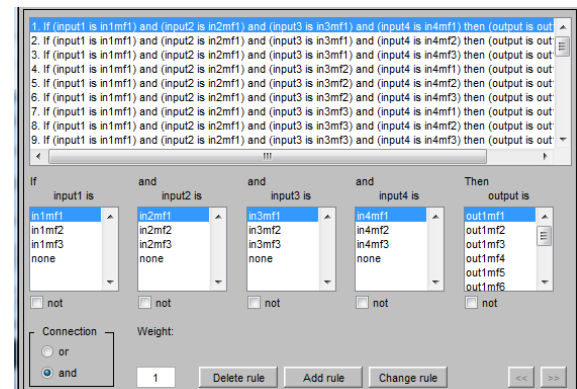 1. If (input1 is in1mf1) and (input2 is in2mf1) and (input3 is in3mf1) and (input4 is in4mf1) then (output is out
2. If (input1 is in1mf1) and (input2 is in2mf1) and (input3 is in3mf1) and (input4 is in4mf2) then (output is out
3. If (input1 is in1mf1) and (input2 is in2mf1) and (input3 is in3mf1) and (input4 is in4mf3) then (output is out
4. If (input1 is in1mf1) and (input2 is in2mf1) and (input3 is in3mf2) and (input4 is in4mf1) then (output is out
5. If (input1 is in1mf1) and (input2 is in2mf1) and (input3 is in3mf2) and (input4 is in4mf2) then (output is out
6. If (input1 is in1mf1) and (input2 is in2mf1) and (input3 is in3mf2) and (input4 is in4mf3) then (output is out
7. If (input1 is in1mf1) and (input2 is in2mf1) and (input3 is in3mf3) and (input4 is in4mf1) then (output is out
8. If (input1 is in1mf1) and (input2 is in2mf1) and (input3 is in3mf3) and (input4 is in4mf2) then (output is out
9. If (input1 is in1mf1) and (input2 is in2mf1) and (input3 is in3mf3) and (input4 is in4mf3) then (output is out
If and and and Then
input1 is input2 is input3 is input4 is output is
in1mf1 in2mf1 in3mf1 in4mf1 out1mf1
in1mf2 in2mf2 in3mf2 in4mf2 out1mf2
in1mf3 in2mf3 in3mf3 in4mf3 out1mf3
none none none none out1mf4
out1mf5
out1mf6
not not not not not
Connection Weight:
or
and 1 Delete rule Add rule Change rule << >>